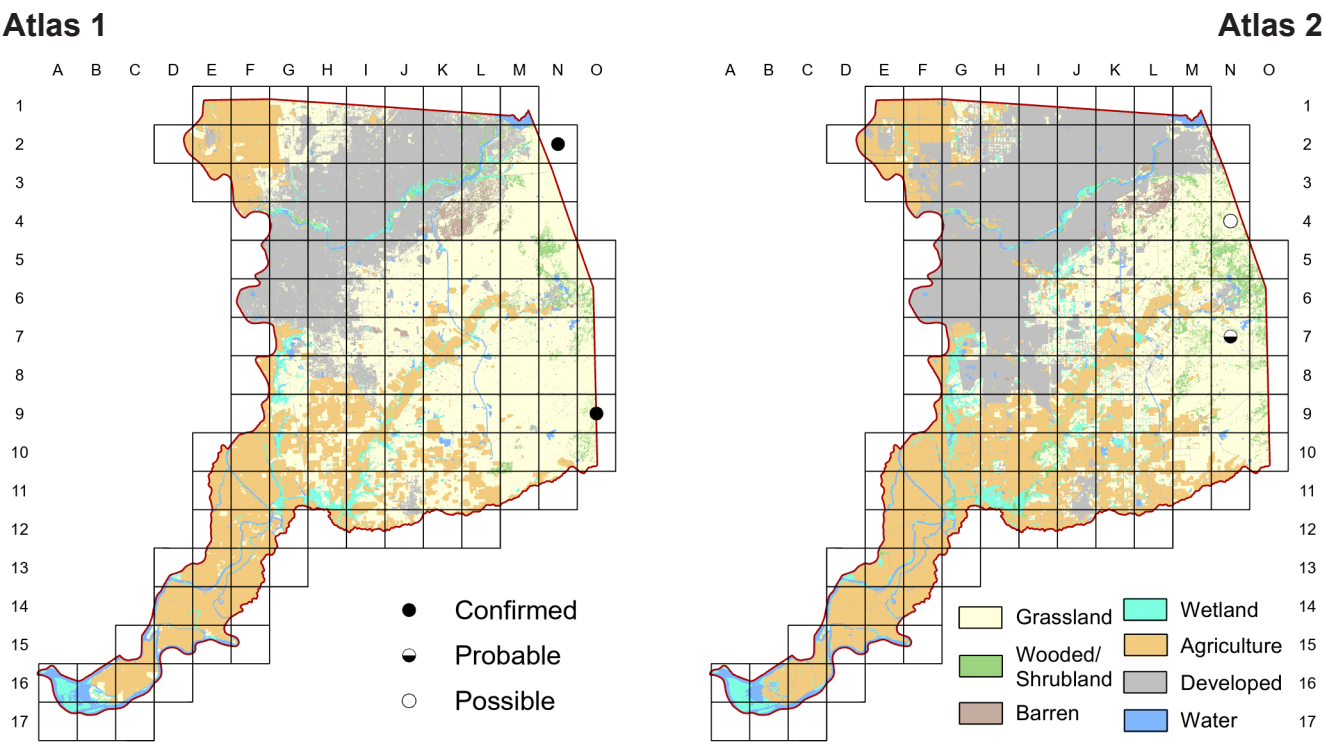 Atlas 1
Atlas 2
A B C D E F G H I J K L M N O
A B C D E F G H I J K L M N O
1
2
3
4
5
6
7
8
9
10
11
12
13
14
15
16
17
1
2
3
4
5
6
7
8
9
10
11
12
13
14
15
16
17
Confirmed
Probable
Possible
Grassland
Wooded/
Shrubland
Barren
Wetland
Agriculture
Developed
Water